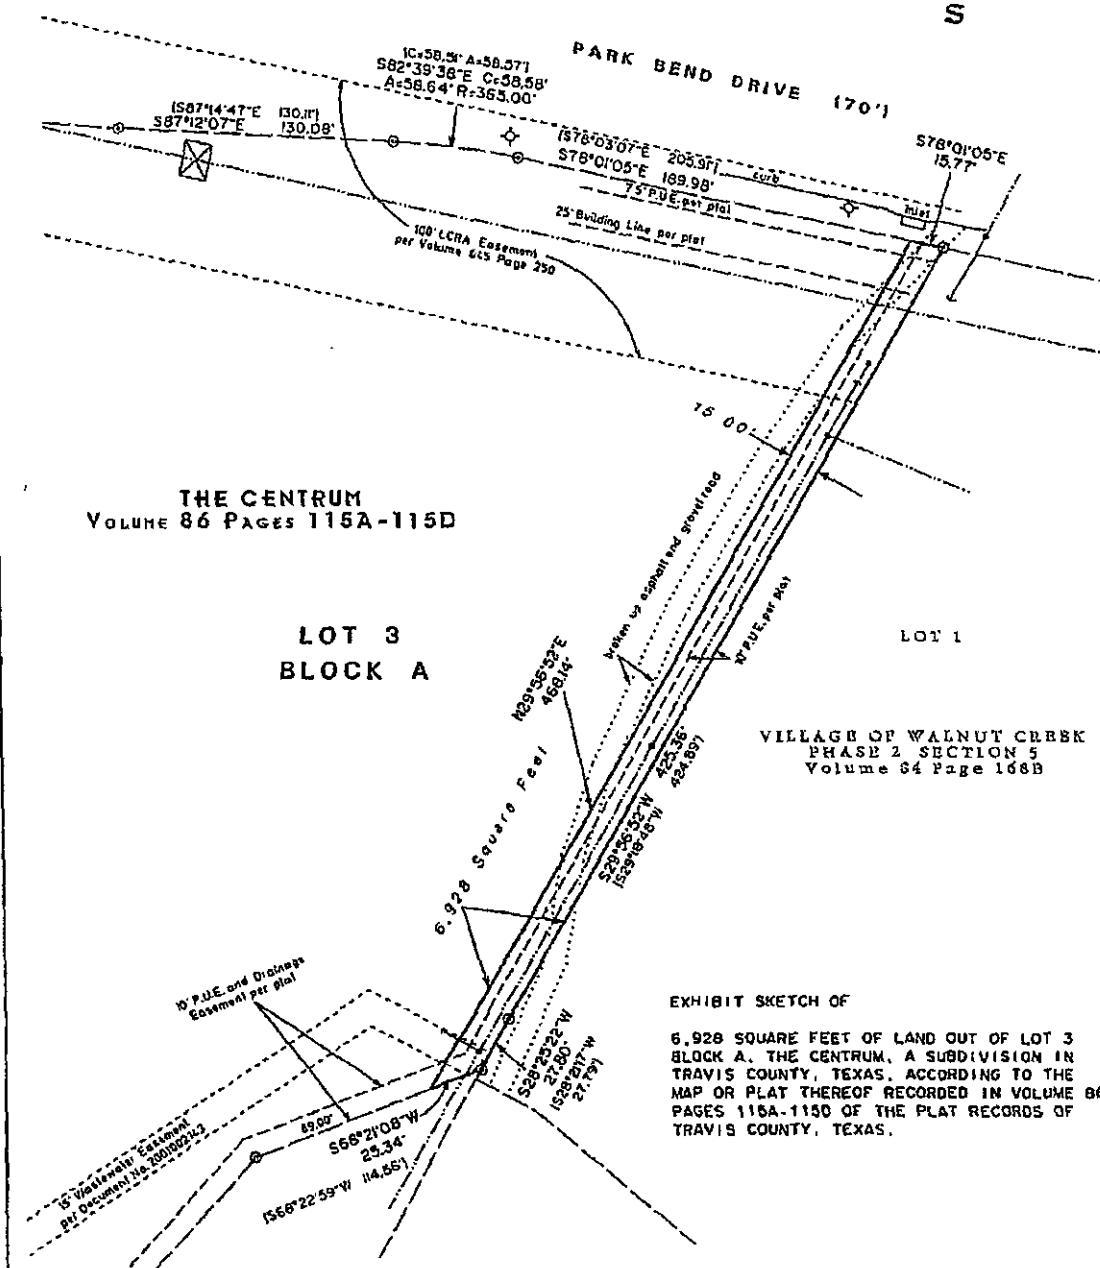 S
PARK BEND DRIVE (70')
(C=58.51' A=58.57')
S82°39'38"E C=58.58'
A=58.64' R=365.00'
(S87°14'47"E 130.11')
S87°12'07"E 130.08'
(S78°03'07"E 205.91')
S78°01'05"E 189.98'
curb
7.5' P.U.E. per plat
25' Building Line per plat
inlet
S78°01'05"E
15.77'
100' LCRA Easement
per Volume 645 Page 250
15.00'
THE CENTRUM
VOLUME 86 PAGES 115A-115D
LOT 3
BLOCK A
broken up asphalt and gravel road
10' P.U.E. per plat
LOT 1
VILLAGE OF WALNUT CREEK
PHASE 2 SECTION 5
Volume 84 Page 168B
N29°56'52"E
468.14'
6,928 Square Feet
S29°56'52"W 425.36'
(S29°18'48"W 424.89')
10' P.U.E. and Drainage
Easement per plat
S28°25'22"W
27.80'
(S28°21'17"W
27.79')
89.00'
S68°21'08"W
25.34'
(S68°22'59"W 114.56')
15' Wastewater Easement
per Document No. 2001002143
EXHIBIT SKETCH OF
6,928 SQUARE FEET OF LAND OUT OF LOT 3
BLOCK A, THE CENTRUM, A SUBDIVISION IN
TRAVIS COUNTY, TEXAS, ACCORDING TO THE
MAP OR PLAT THEREOF RECORDED IN VOLUME 86
PAGES 115A-115D OF THE PLAT RECORDS OF
TRAVIS COUNTY, TEXAS.